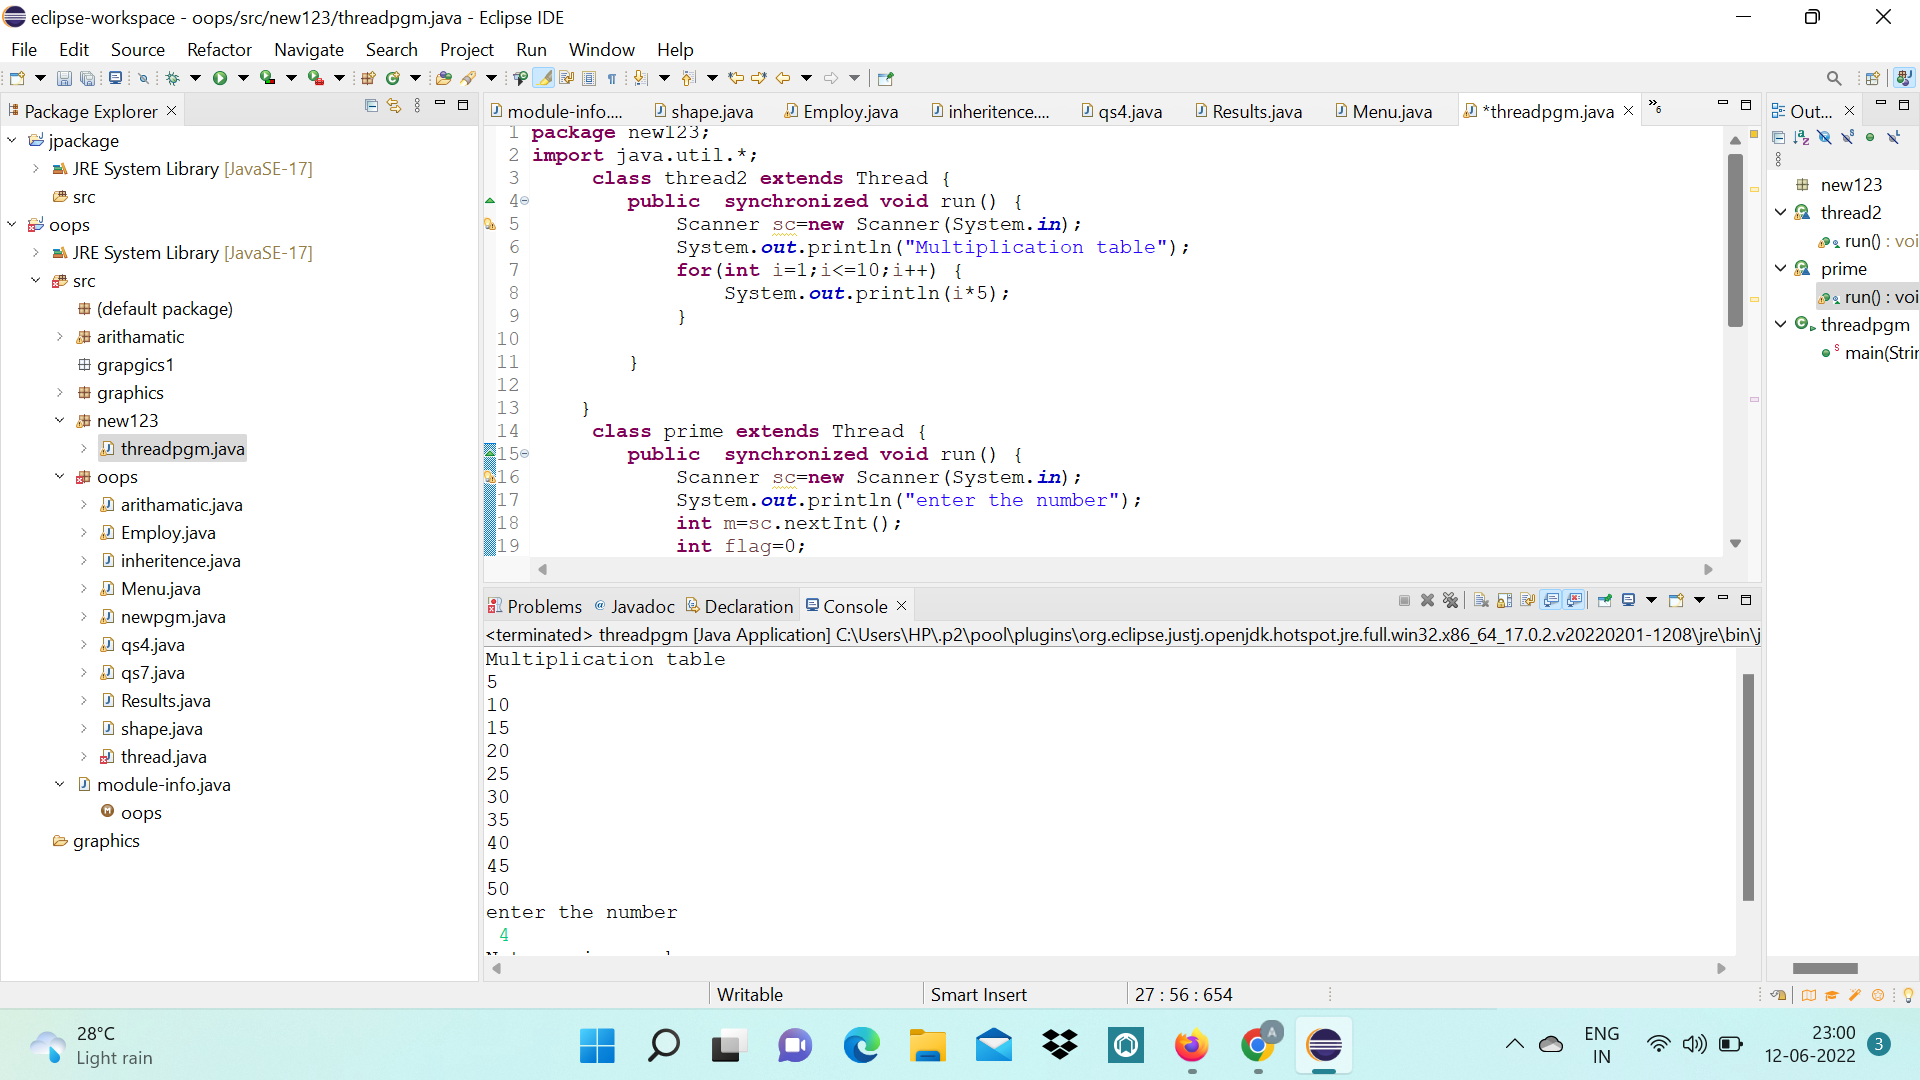 eclipse-workspace - oops/src/new123/threadpgm.java - Eclipse IDE
File Edit Source Refactor Navigate Search Project Run Window Help
Package Explorer
jpackage
JRE System Library [JavaSE-17]
src
oops
JRE System Library [JavaSE-17]
src
(default package)
arithamatic
grapgics1
graphics
new123
threadpgm.java
oops
arithamatic.java
Employ.java
inheritence.java
Menu.java
newpgm.java
qs4.java
qs7.java
Results.java
shape.java
thread.java
module-info.java
oops
graphics
module-info.... shape.java Employ.java inheritence.... qs4.java Results.java Menu.java *threadpgm.java »6
1 package new123;
2 import java.util.*;
3 class thread2 extends Thread {
4 public  synchronized void run() {
5 Scanner sc=new Scanner(System.in);
6 System.out.println("Multiplication table");
7 for(int i=1;i<=10;i++) {
8 System.out.println(i*5);
9 }
10
11 }
12
13 }
14 class prime extends Thread {
15 public  synchronized void run() {
16 Scanner sc=new Scanner(System.in);
17 System.out.println("enter the number");
18 int m=sc.nextInt();
19 int flag=0;
Problems @ Javadoc Declaration Console
<terminated> threadpgm [Java Application] C:\Users\HP\.p2\pool\plugins\org.eclipse.justj.openjdk.hotspot.jre.full.win32.x86_64_17.0.2.v20220201-1208\jre\bin\j
Multiplication table
5
10
15
20
25
30
35
40
45
50
enter the number
4
Out...
new123
thread2
run() : voi
prime
run() : voi
threadpgm
main(Strin
Writable Smart Insert 27 : 56 : 654
28°C
Light rain
A
ENG
IN
23:00
12-06-2022
3